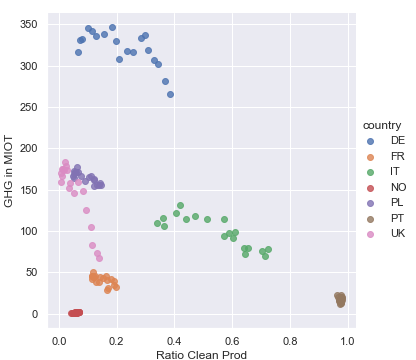 350
300
250
200
150
100
50
0
GHG in MIOT
0.0 0.2 0.4 0.6 0.8 1.0
Ratio Clean Prod
country
DE
FR
IT
NO
PL
PT
UK